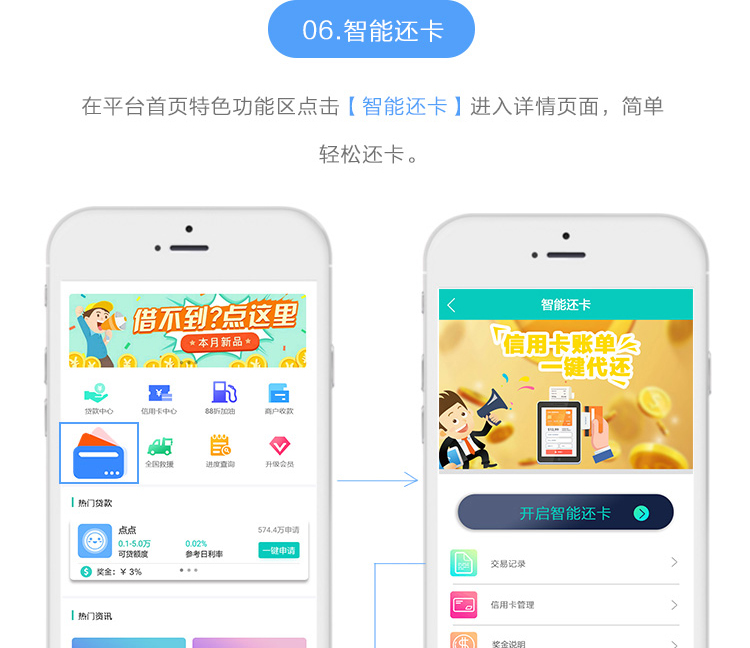 06.智能还卡
在平台首页特色功能区点击【智能还卡】进入详情页面，简单
轻松还卡。
借不到?点这里
★本月新品★
贷款中心 信用卡中心 88折加油 商户收款
全国救援 进度查询 升级会员
热门贷款
点点 574.4万申请
0.1-5.0万 0.02%
可贷额度 参考日利率 一键申请
奖金：￥3%
热门资讯
智能还卡
信用卡账单
一键代还
开启智能还卡
交易记录
信用卡管理
奖金说明